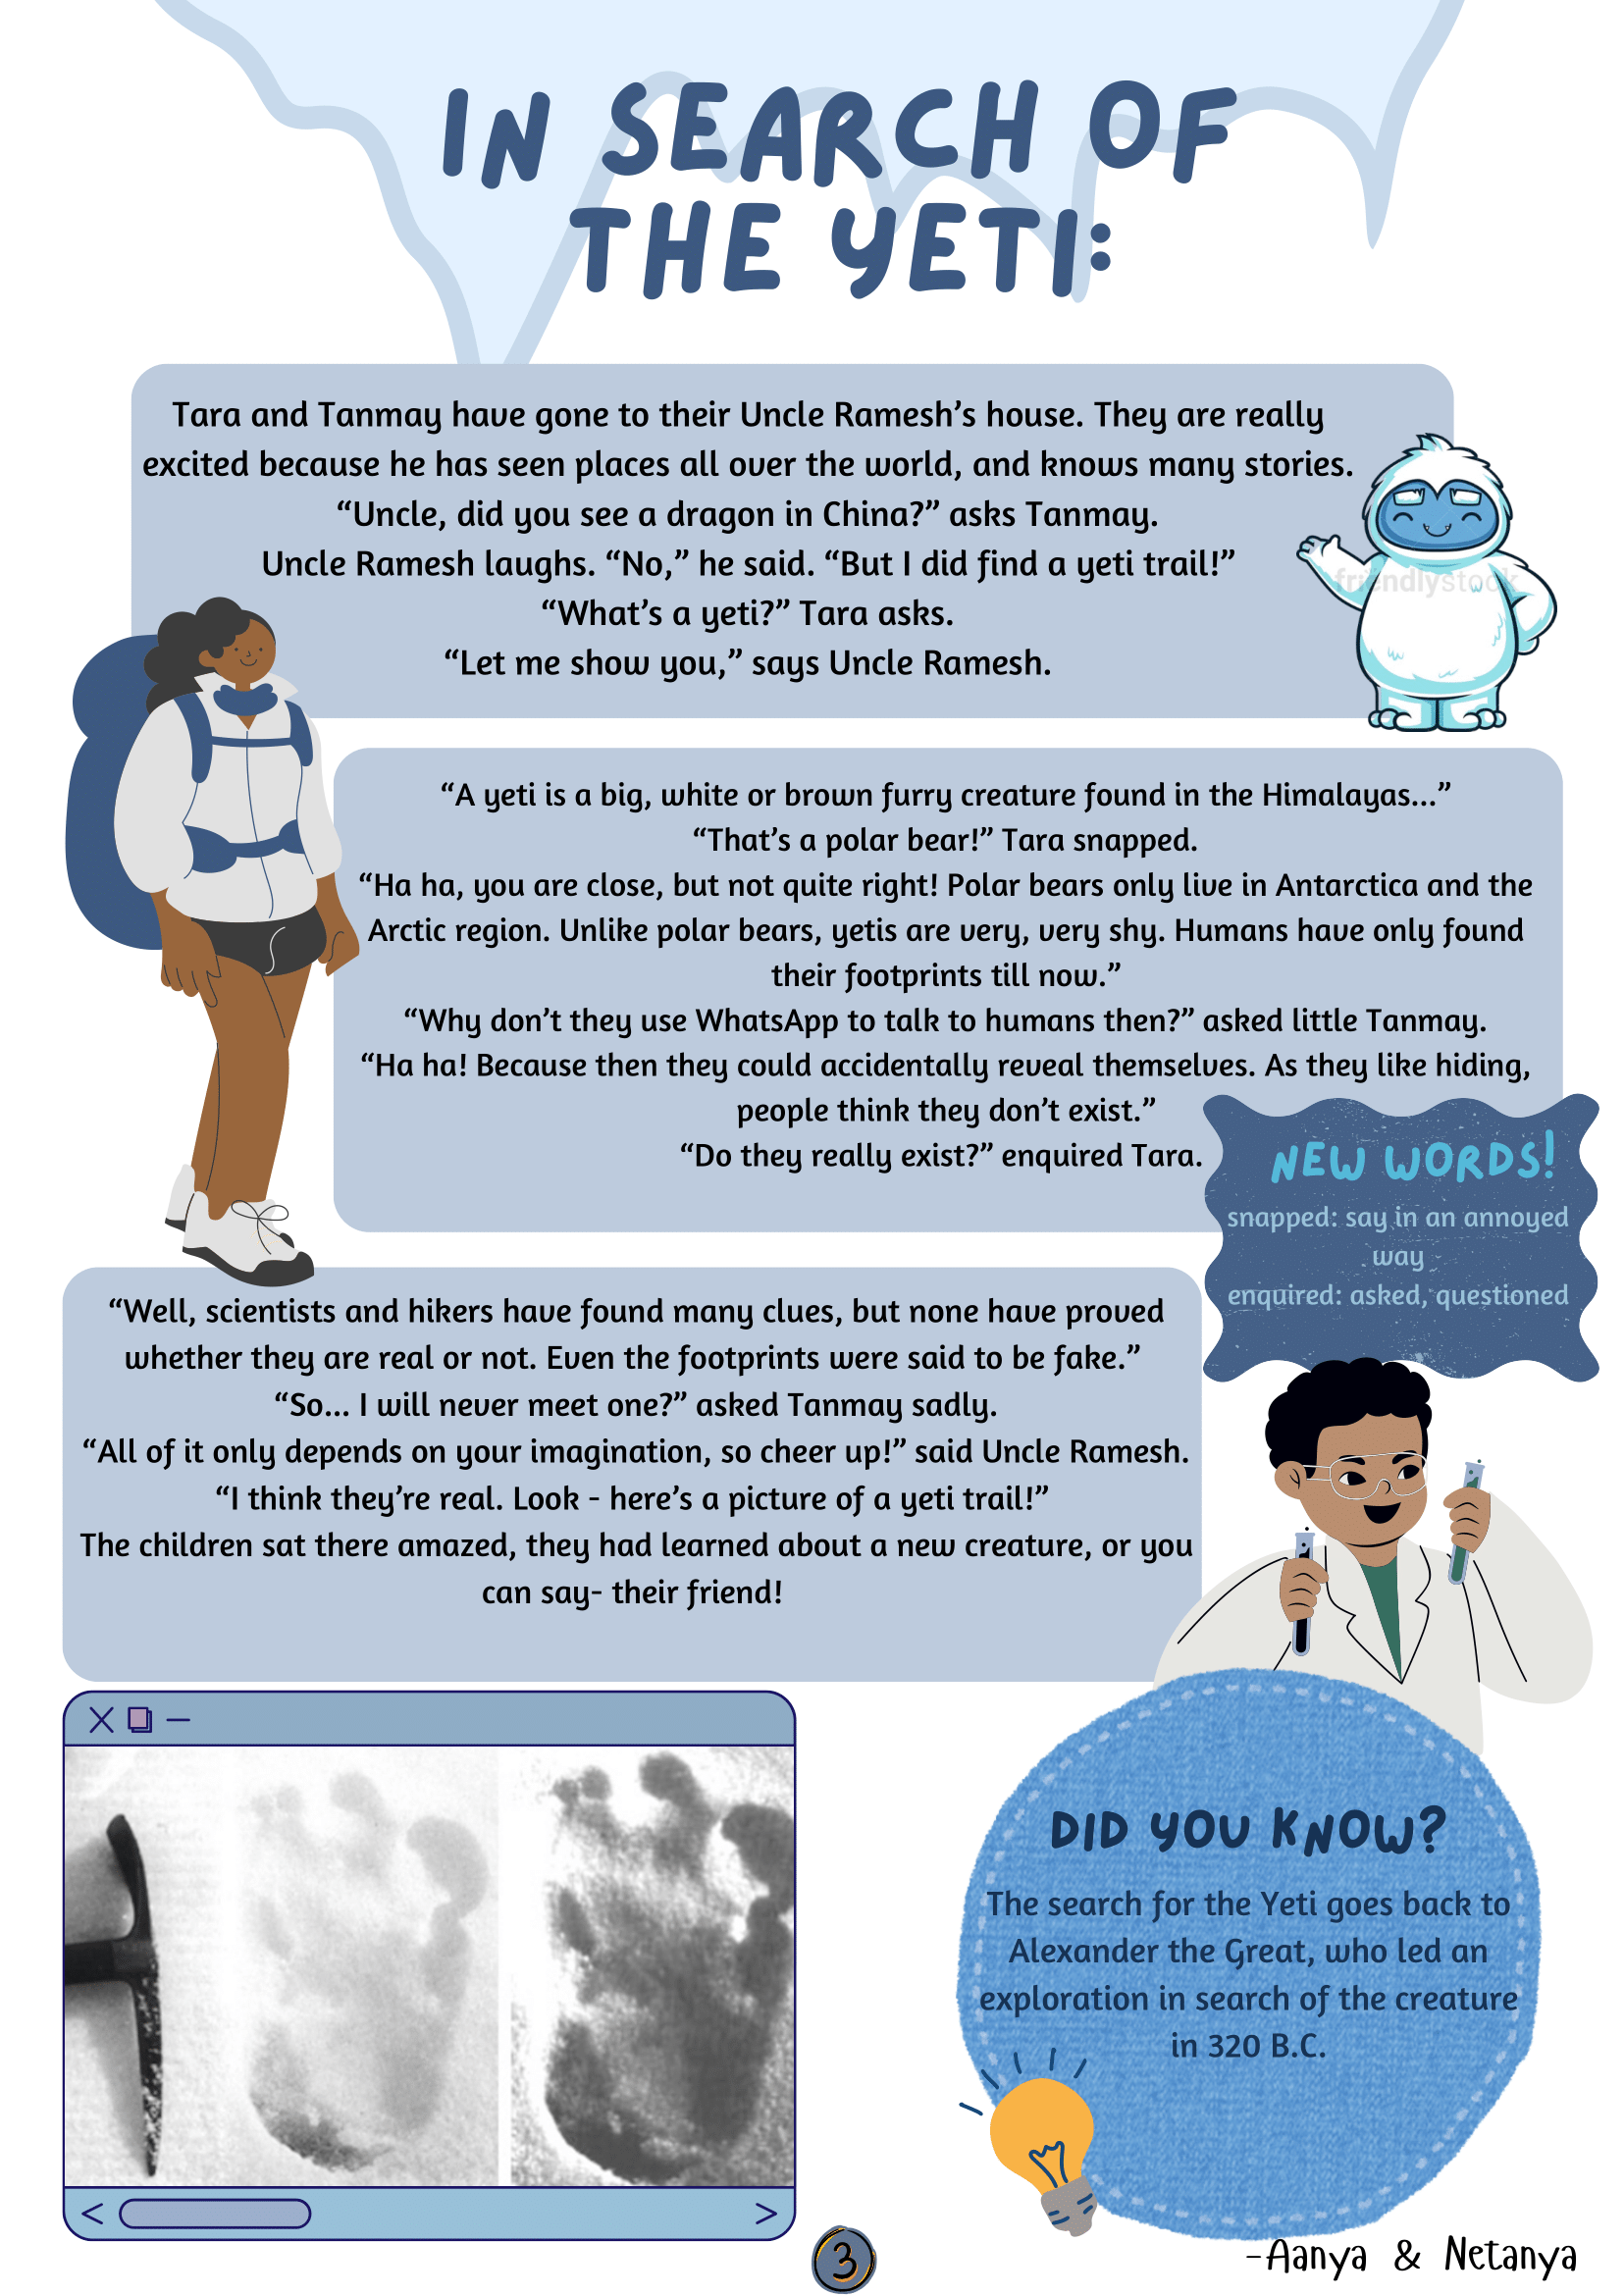 IN SEARCH OF
THE YETI:
Tara and Tanmay have gone to their Uncle Ramesh’s house. They are really
excited because he has seen places all over the world, and knows many stories.
“Uncle, did you see a dragon in China?” asks Tanmay.
Uncle Ramesh laughs. “No,” he said. “But I did find a yeti trail!”
“What’s a yeti?” Tara asks.
“Let me show you,” says Uncle Ramesh.
friendlystock
“A yeti is a big, white or brown furry creature found in the Himalayas...”
“That’s a polar bear!” Tara snapped.
“Ha ha, you are close, but not quite right! Polar bears only live in Antarctica and the
Arctic region. Unlike polar bears, yetis are very, very shy. Humans have only found
their footprints till now.”
“Why don’t they use WhatsApp to talk to humans then?” asked little Tanmay.
“Ha ha! Because then they could accidentally reveal themselves. As they like hiding,
people think they don’t exist.”
“Do they really exist?” enquired Tara.
NEW WORDS!
snapped: say in an annoyed
way
enquired: asked, questioned
“Well, scientists and hikers have found many clues, but none have proved
whether they are real or not. Even the footprints were said to be fake.”
“So... I will never meet one?” asked Tanmay sadly.
“All of it only depends on your imagination, so cheer up!” said Uncle Ramesh.
“I think they’re real. Look - here’s a picture of a yeti trail!”
The children sat there amazed, they had learned about a new creature, or you
can say- their friend!
DID YOU KNOW?
The search for the Yeti goes back to
Alexander the Great, who led an
exploration in search of the creature
in 320 B.C.
3
-Aanya & Netanya